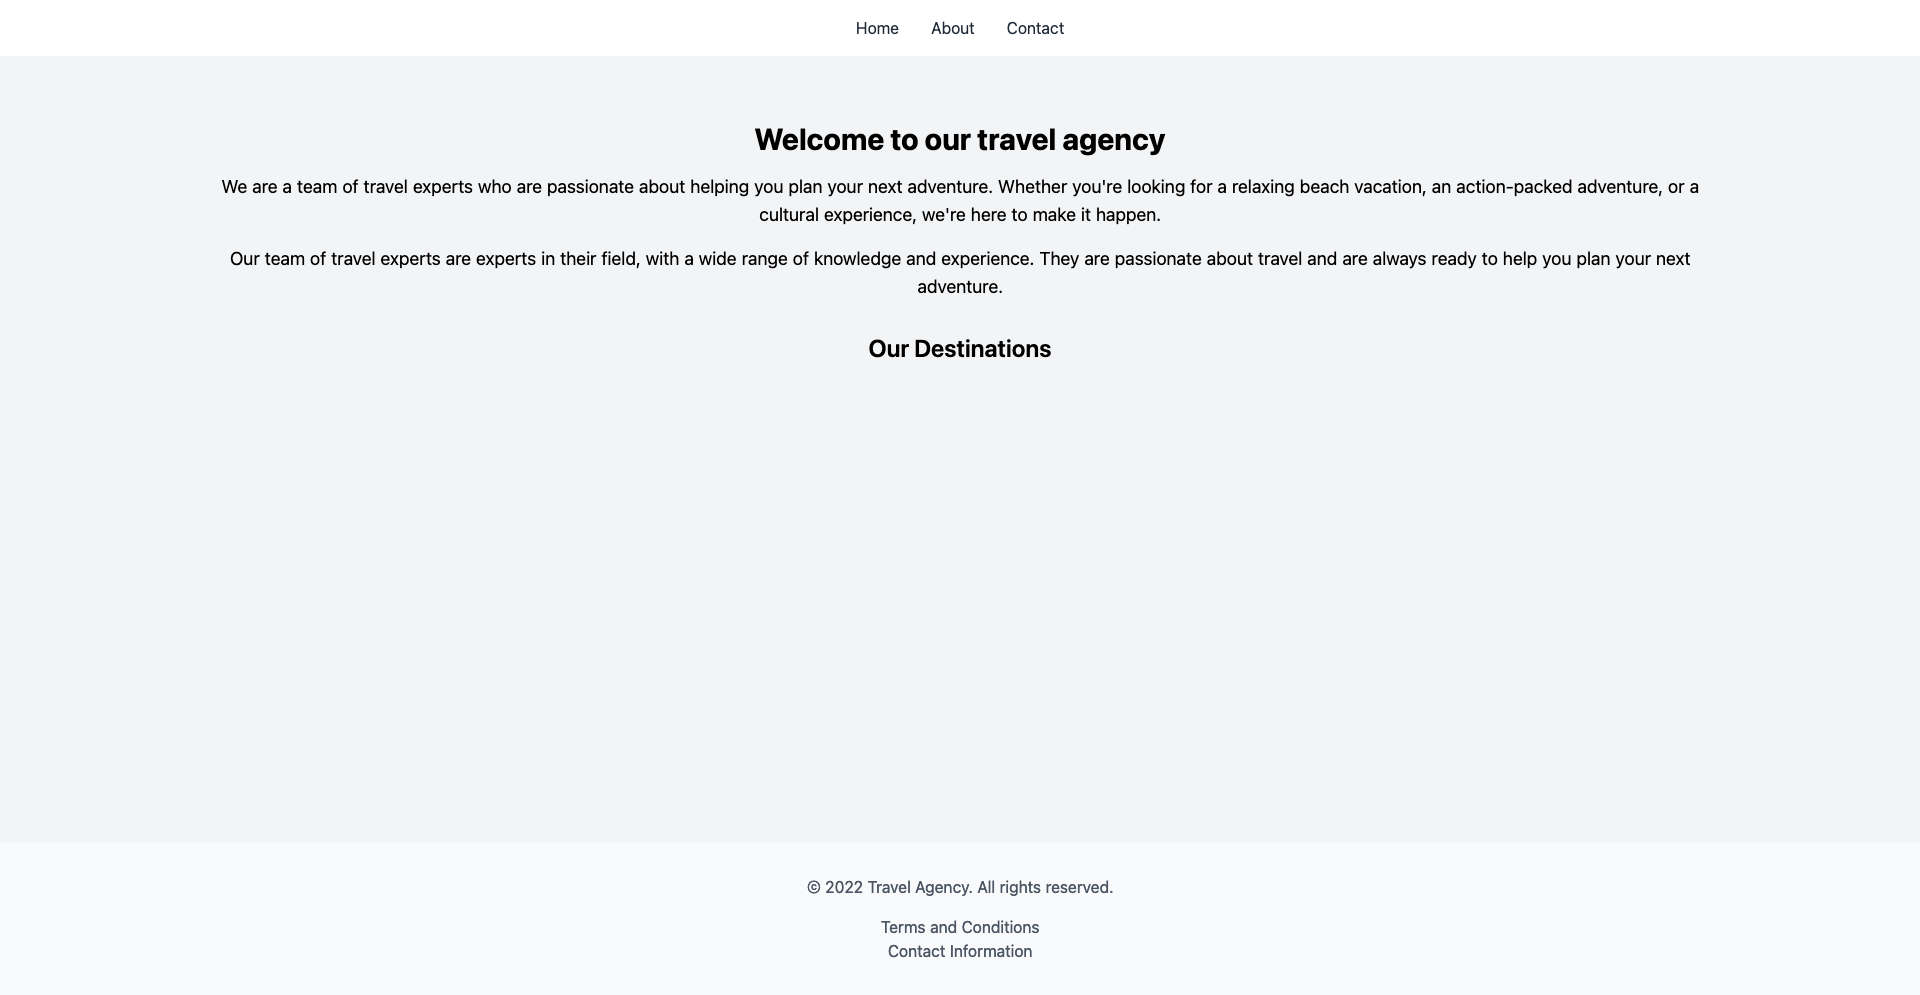 Home About Contact
Welcome to our travel agency
We are a team of travel experts who are passionate about helping you plan your next adventure. Whether you're looking for a relaxing beach vacation, an action-packed adventure, or a
cultural experience, we're here to make it happen.
Our team of travel experts are experts in their field, with a wide range of knowledge and experience. They are passionate about travel and are always ready to help you plan your next
adventure.
Our Destinations
© 2022 Travel Agency. All rights reserved.
Terms and Conditions
Contact Information